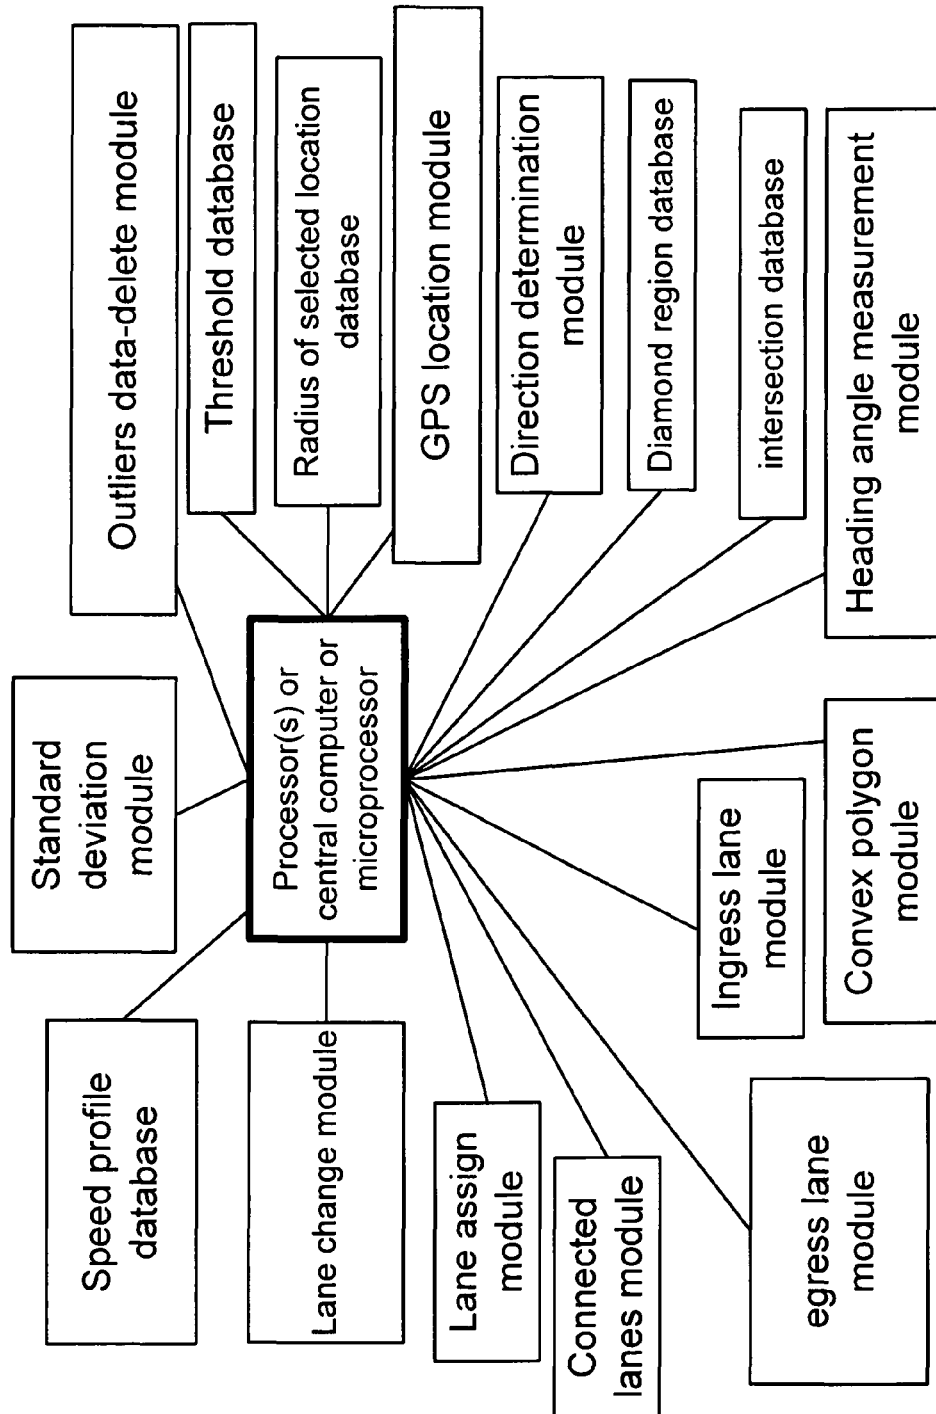 Speed profile
database
Standard
deviation
module
Outliers data-delete module
Threshold database
Radius of selected location
database
GPS location module
Lane change module
Processor(s) or
central computer or
microprocessor
Direction determination
module
Lane assign
module
Connected
lanes module
Diamond region database
intersection database
Ingress lane
module
egress lane
module
Convex polygon
module
Heading angle measurement
module